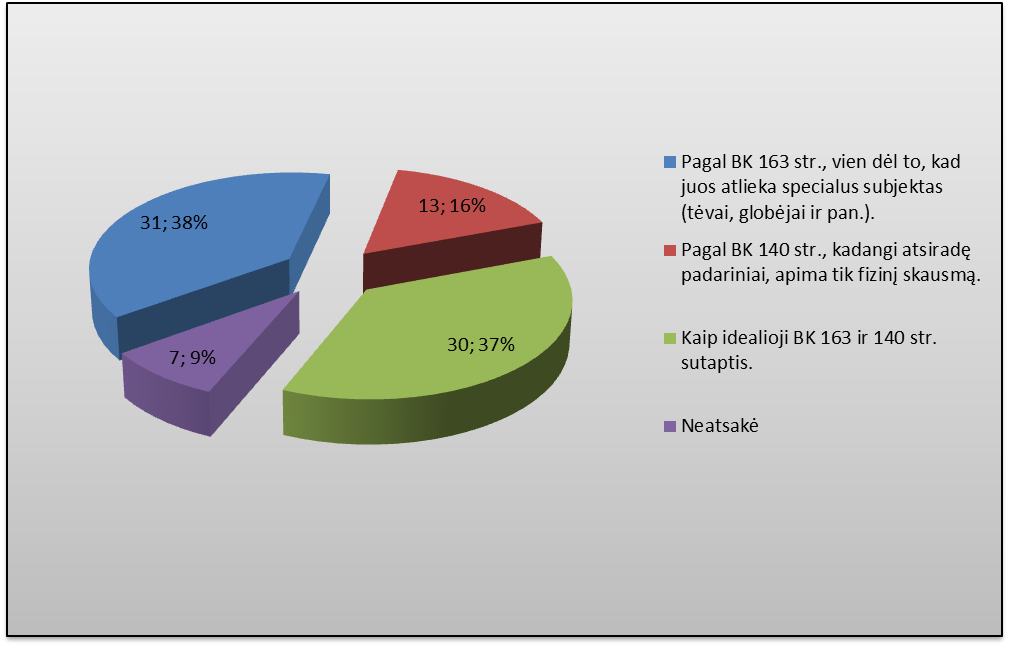 31; 38%
13; 16%
30; 37%
7; 9%
Pagal BK 163 str., vien dėl to, kad
juos atlieka specialus subjektas
(tėvai, globėjai ir pan.).
Pagal BK 140 str., kadangi atsiradę
padariniai, apima tik fizinį skausmą.
Kaip idealioji BK 163 ir 140 str.
sutaptis.
Neatsakė